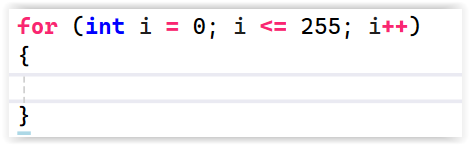 for (int i = 0; i <= 255; i++)
{
}